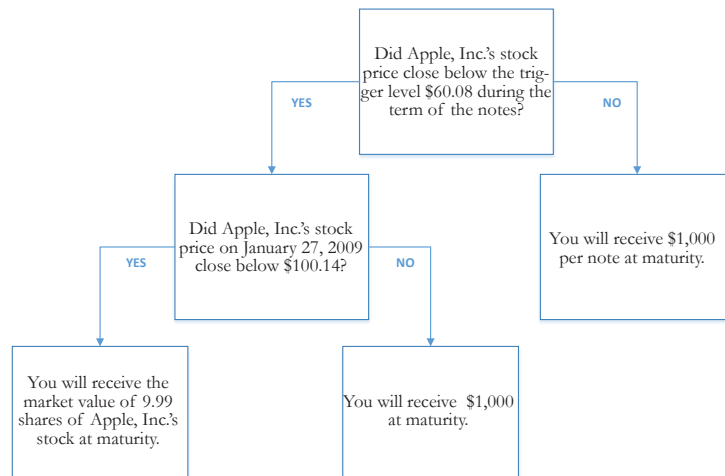 Did Apple, Inc.'s stock
price close below the trig-
ger level $60.08 during the
term of the notes?
YES
NO
Did Apple, Inc.'s stock
price on January 27, 2009
close below $100.14?
You will receive $1,000
per note at maturity.
YES
NO
You will receive the
market value of 9.99
shares of Apple, Inc.'s
stock at maturity.
You will receive $1,000
at maturity.